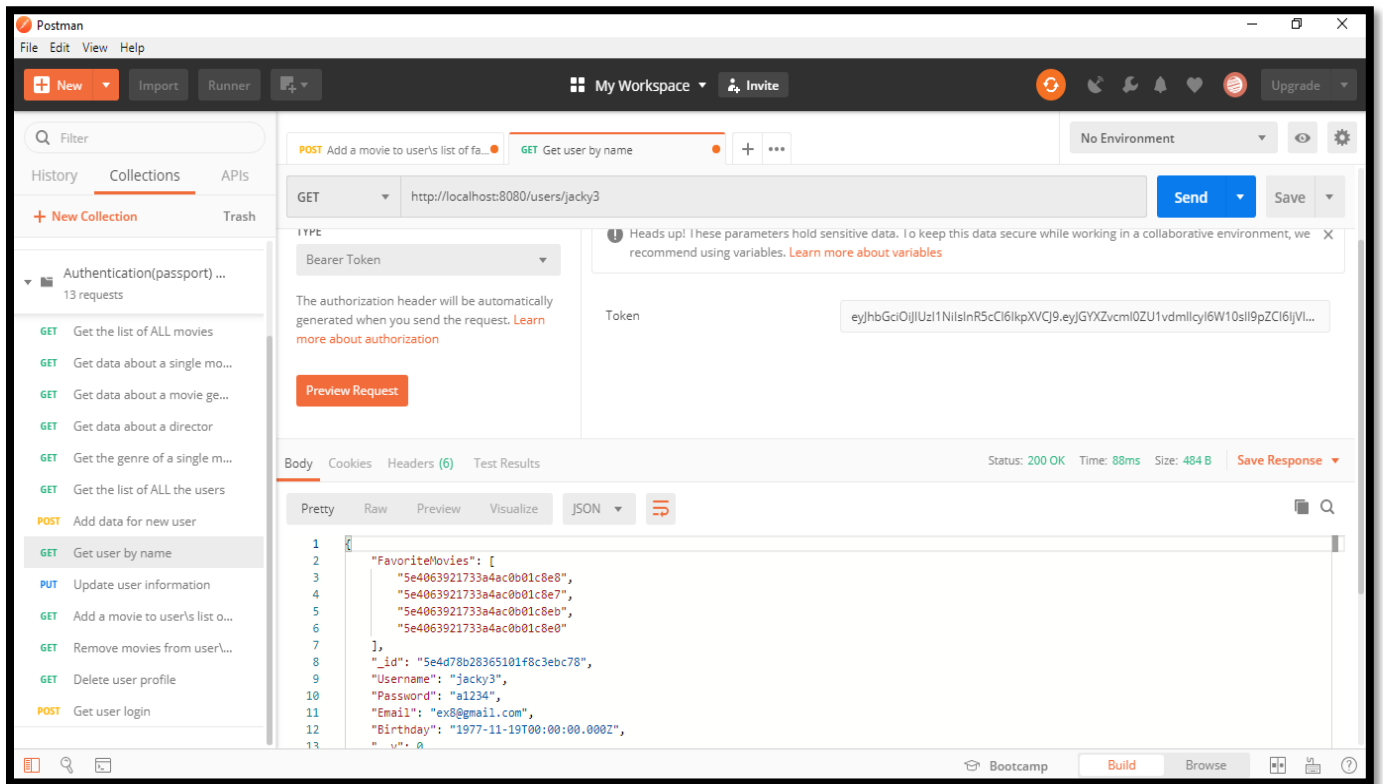 Postman
File Edit View Help
New Import Runner My Workspace Invite Upgrade
Filter
History Collections APIs
New Collection Trash
Authentication(passport) ...
13 requests
GET Get the list of ALL movies
GET Get data about a single mo...
GET Get data about a movie ge...
GET Get data about a director
GET Get the genre of a single m...
GET Get the list of ALL the users
POST Add data for new user
GET Get user by name
PUT Update user information
GET Add a movie to user\s list o...
GET Remove movies from user\...
GET Delete user profile
POST Get user login
POST Add a movie to user\s list of fa... GET Get user by name
No Environment
GET http://localhost:8080/users/jacky3 Send Save
TYPE
Bearer Token
The authorization header will be automatically
generated when you send the request. Learn
more about authorization
Preview Request
Heads up! These parameters hold sensitive data. To keep this data secure while working in a collaborative environment, we
recommend using variables. Learn more about variables
Token
Body Cookies Headers (6) Test Results Status: 200 OK Time: 88ms Size: 484 B Save Response
Pretty Raw Preview Visualize JSON
1 {
2 "FavoriteMovies": [
3 "5e4063921733a4ac0b01c8e8",
4 "5e4063921733a4ac0b01c8e7",
5 "5e4063921733a4ac0b01c8eb",
6 "5e4063921733a4ac0b01c8e0"
7 ],
8 "_id": "5e4d78b28365101f8c3ebc78",
9 "Username": "jacky3",
10 "Password": "a1234",
11 "Email": "ex8@gmail.com",
12 "Birthday": "1977-11-19T00:00:00.000Z",
13 "__v": 0
Bootcamp Build Browse